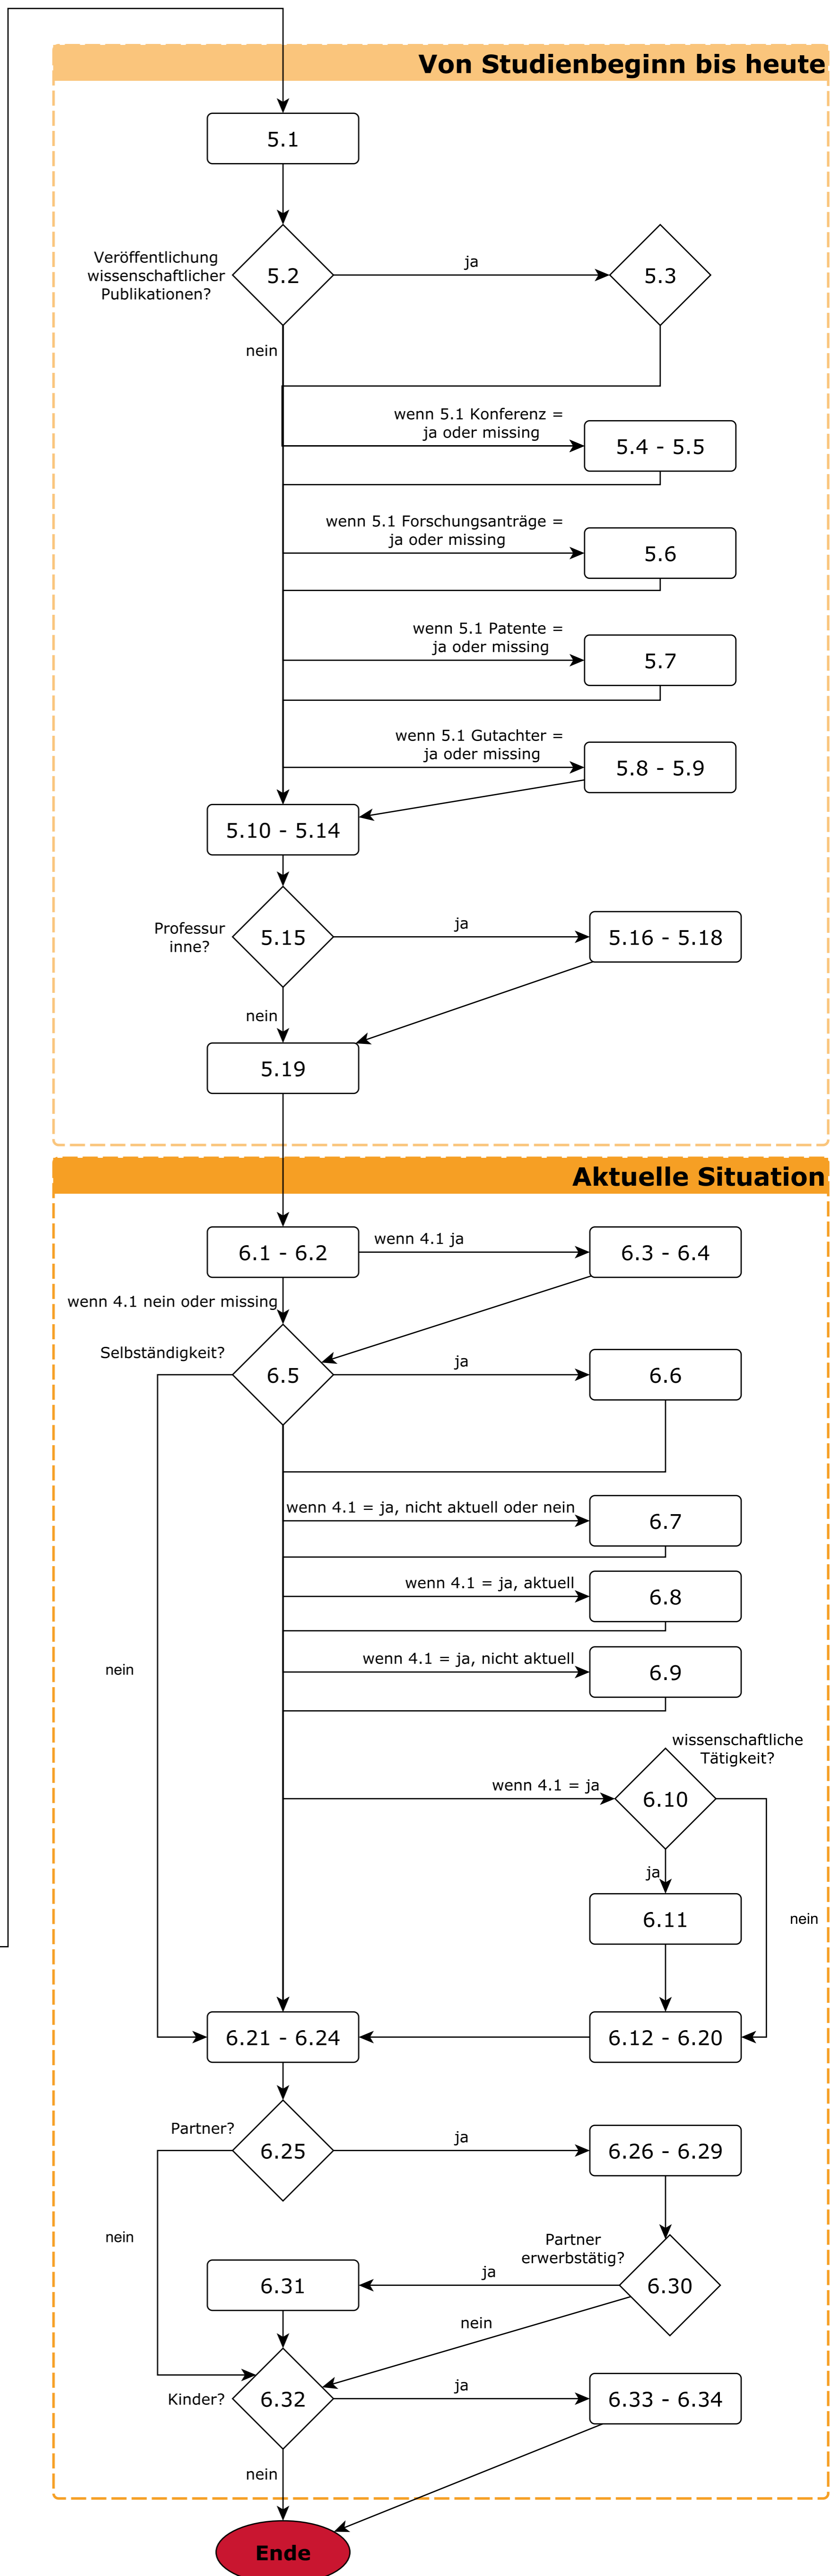 Von Studienbeginn bis heute
5.1
Veröffentlichung
wissenschaftlicher
Publikationen?
5.2
ja
5.3
nein
wenn 5.1 Konferenz =
ja oder missing
5.4 - 5.5
wenn 5.1 Forschungsanträge =
ja oder missing
5.6
wenn 5.1 Patente =
ja oder missing
5.7
wenn 5.1 Gutachter =
ja oder missing
5.8 - 5.9
5.10 - 5.14
Professur
inne?
5.15
ja
5.16 - 5.18
nein
5.19
Aktuelle Situation
6.1 - 6.2
wenn 4.1 ja
6.3 - 6.4
wenn 4.1 nein oder missing
Selbständigkeit?
6.5
ja
6.6
wenn 4.1 = ja, nicht aktuell oder nein
6.7
wenn 4.1 = ja, aktuell
6.8
wenn 4.1 = ja, nicht aktuell
6.9
nein
wissenschaftliche
Tätigkeit?
wenn 4.1 = ja
6.10
ja
6.11
nein
6.21 - 6.24
6.12 - 6.20
Partner?
6.25
ja
6.26 - 6.29
nein
Partner
erwerbstätig?
6.31
ja
6.30
nein
Kinder?
6.32
ja
6.33 - 6.34
nein
Ende